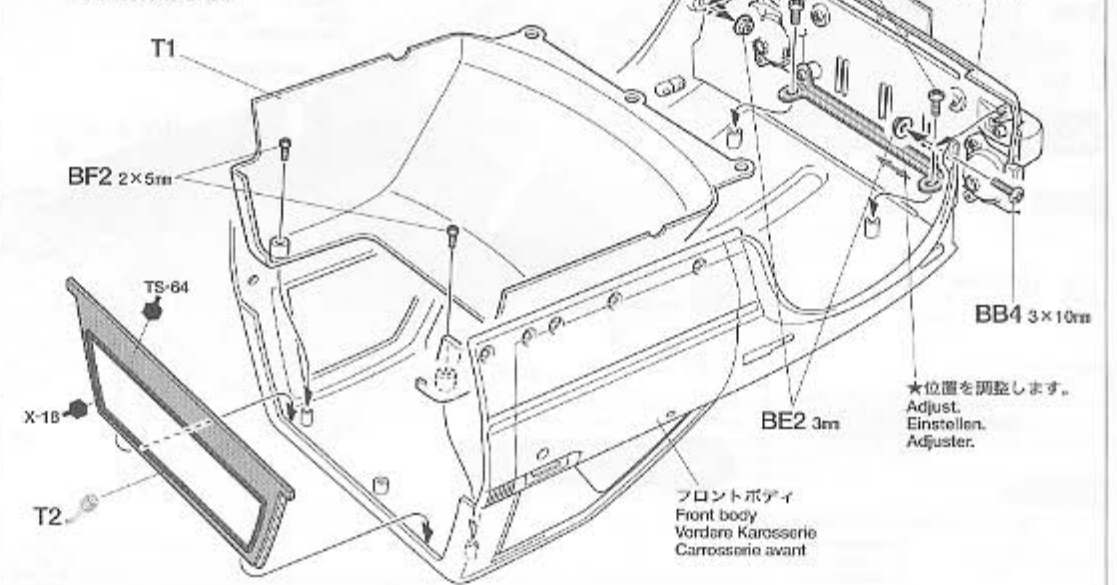 T1
BF2 2×5mm
TS-64
X-18
T2
BB4 3×10mm
★位置を調整します。
Adjust.
Einstellen.
Adjuster.
BE2 3mm
フロントボディ
Front body
Vordere Karosserie
Carrosserie avant